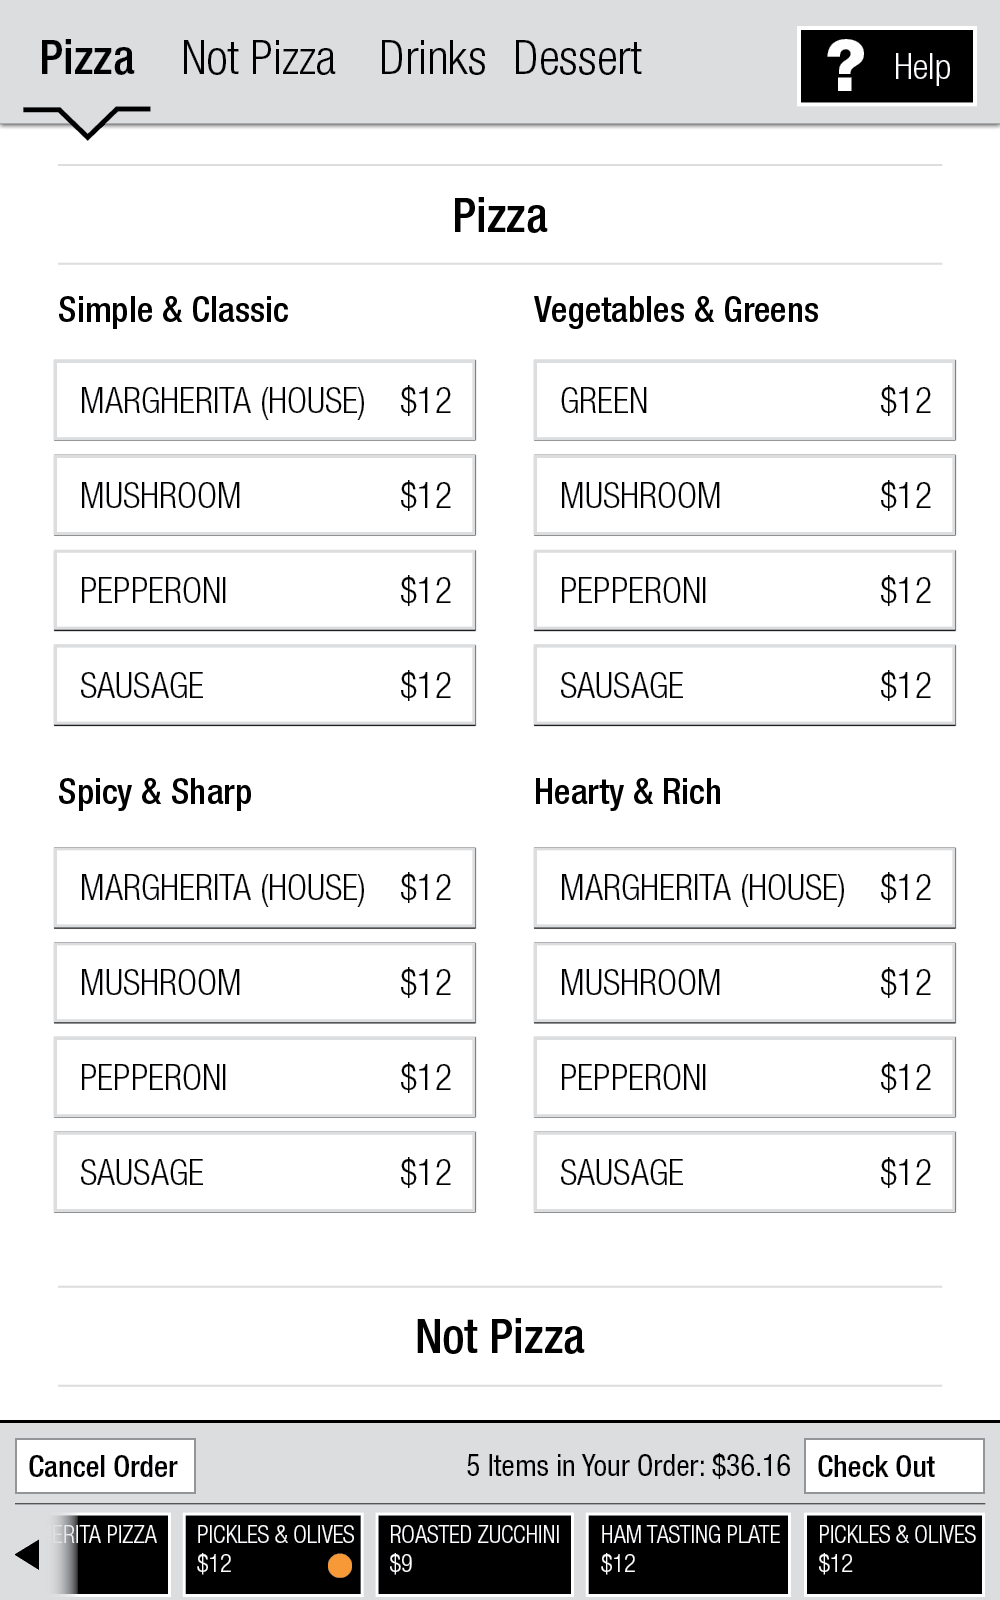 Pizza Not Pizza Drinks Dessert
? Help
Pizza
Simple & Classic
MARGHERITA (HOUSE) $12
MUSHROOM $12
PEPPERONI $12
SAUSAGE $12
Vegetables & Greens
GREEN $12
MUSHROOM $12
PEPPERONI $12
SAUSAGE $12
Spicy & Sharp
MARGHERITA (HOUSE) $12
MUSHROOM $12
PEPPERONI $12
SAUSAGE $12
Hearty & Rich
MARGHERITA (HOUSE) $12
MUSHROOM $12
PEPPERONI $12
SAUSAGE $12
Not Pizza
Cancel Order
5 Items in Your Order: $36.16
Check Out
ERITA PIZZA
PICKLES & OLIVES
$12
ROASTED ZUCCHINI
$9
HAM TASTING PLATE
$12
PICKLES & OLIVES
$12